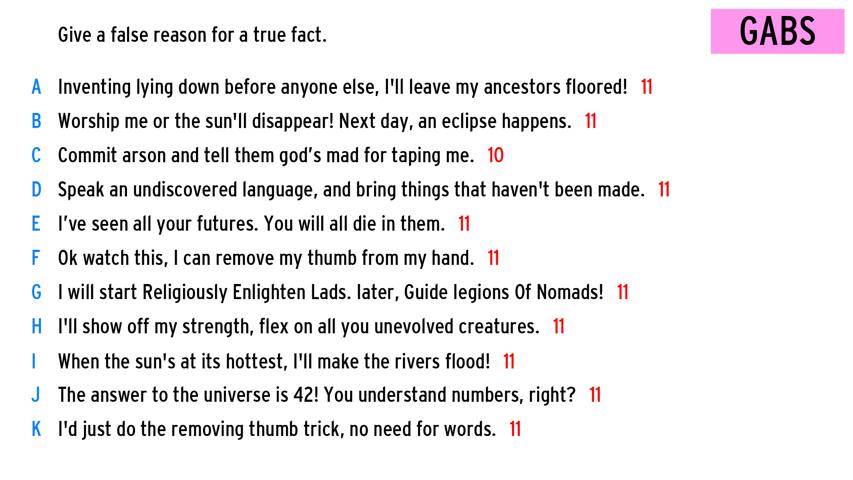 Give a false reason for a true fact.
GABS
A Inventing lying down before anyone else, I'll leave my ancestors floored! 11
B Worship me or the sun'll disappear! Next day, an eclipse happens. 11
C Commit arson and tell them god’s mad for taping me. 10
D Speak an undiscovered language, and bring things that haven't been made. 11
E I’ve seen all your futures. You will all die in them. 11
F Ok watch this, I can remove my thumb from my hand. 11
G I will start Religiously Enlighten Lads. later, Guide legions Of Nomads! 11
H I'll show off my strength, flex on all you unevolved creatures. 11
I When the sun's at its hottest, I'll make the rivers flood! 11
J The answer to the universe is 42! You understand numbers, right? 11
K I'd just do the removing thumb trick, no need for words. 11